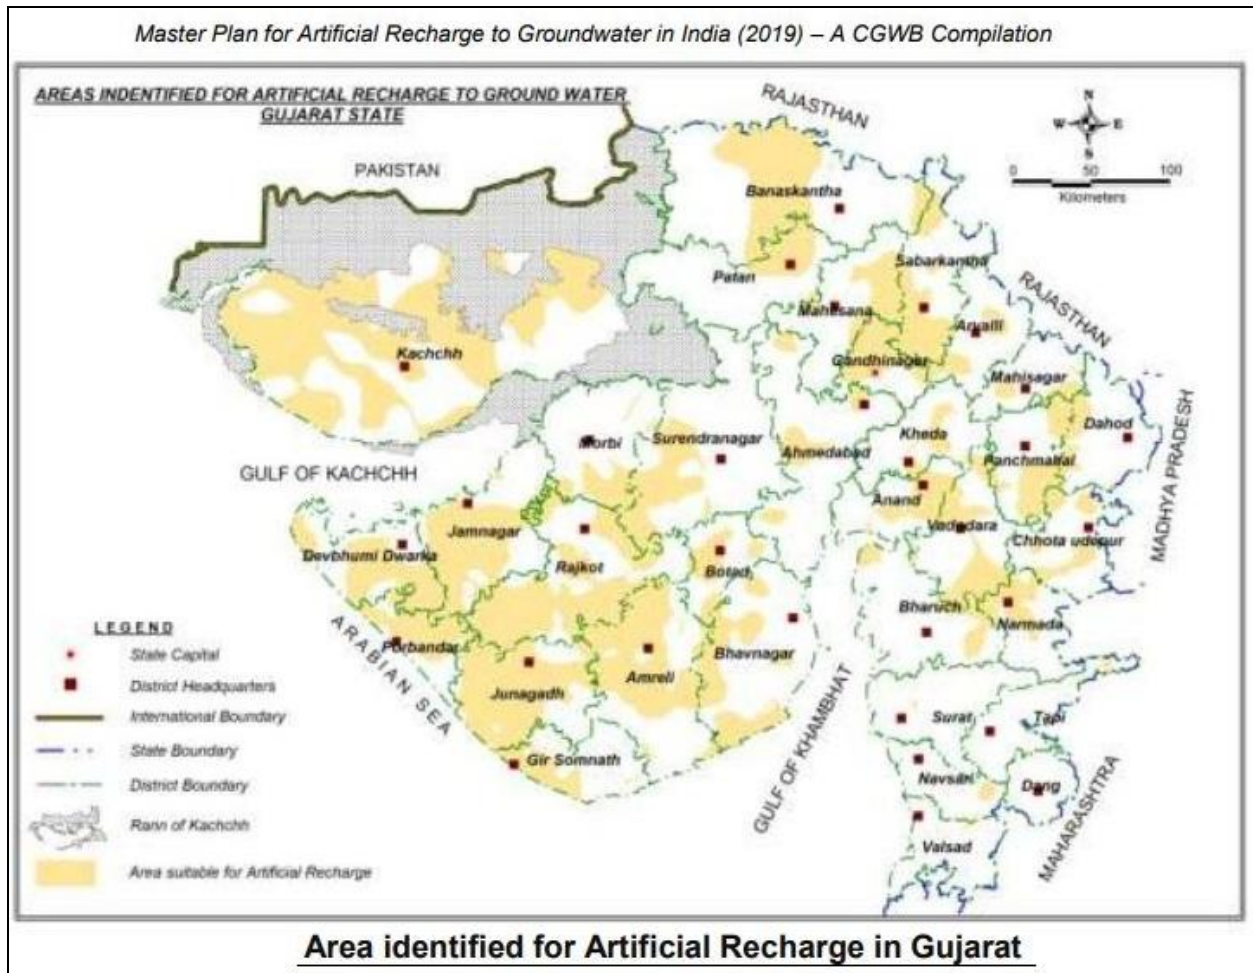 Master Plan for Artificial Recharge to Groundwater in India (2019) – A CGWB Compilation
AREAS INDENTIFIED FOR ARTIFICIAL RECHARGE TO GROUND WATER
GUJARAT STATE
RAJASTHAN
N
W E
S
PAKISTAN
0 50 100
Kilometers
Banaskantha
Patan
Sabarkantha
RAJASTHAN
Mahesana
Arvalli
Kachchh
Gandhinagar
Mahisagar
MADHYA PRADESH
Dahod
Morbi
Surendranagar
Ahmedabad
Kheda
Panchmahal
GULF OF KACHCHH
Anand
Jamnagar
Vadodara
Chhota udepur
Devbhumi Dwarka
Rajkot
Botad
Bharuch
Narmada
LEGEND
State Capital
District Headquarters
International Boundary
State Boundary
District Boundary
Rann of Kachchh
Area suitable for Artificial Recharge
ARABIAN SEA
Porbandar
Junagadh
Amreli
Bhavnagar
Gir Somnath
GULF OF KHAMBHAT
Surat
Tapi
Navsari
Dang
Valsad
MAHARASHTRA
Area identified for Artificial Recharge in Gujarat